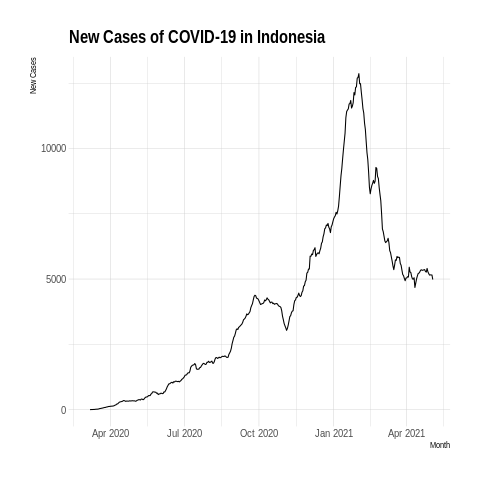 New Cases of COVID-19 in Indonesia
New Cases
10000
5000
0
Apr 2020
Jul 2020
Oct 2020
Jan 2021
Apr 2021
Month